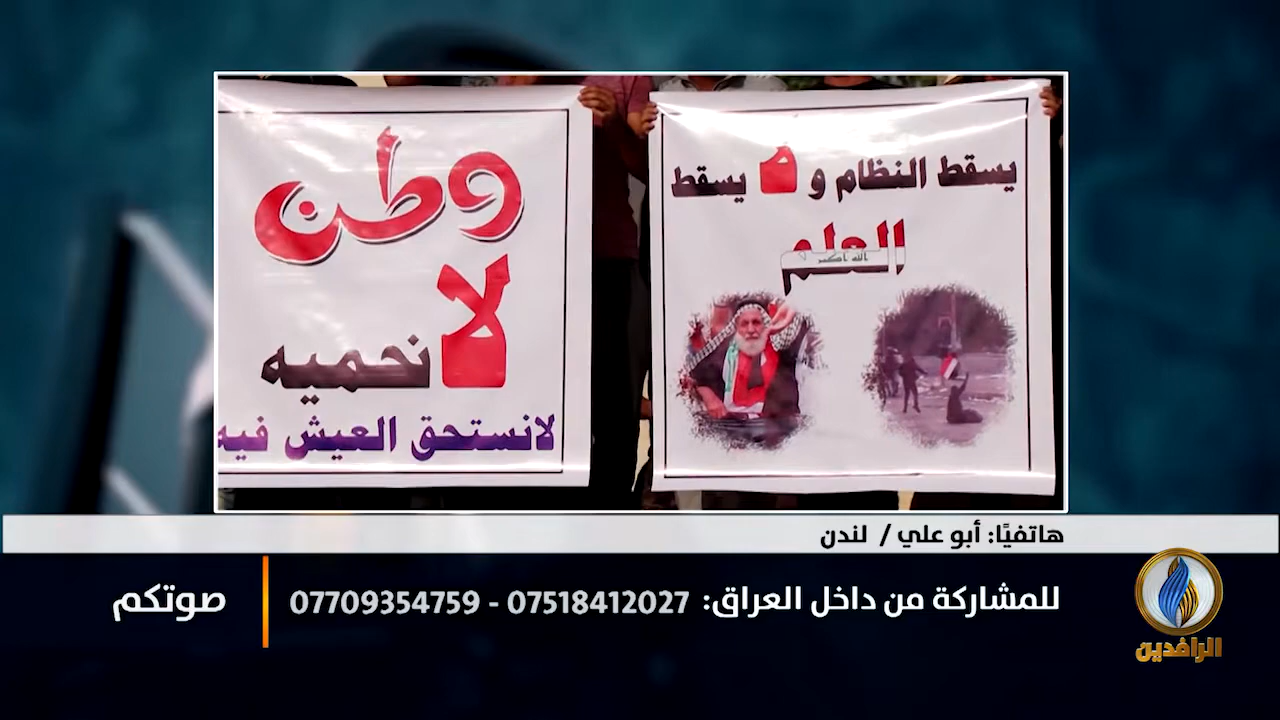 يسقط النظام و لا يسقط
العلم
الله اكبر
وطن
لا نحميه
لانستحق العيش فيه
هاتفيًا: أبو علي / لندن
للمشاركة من داخل العراق: 07518412027 - 07709354759
صوتكم
الرافدين